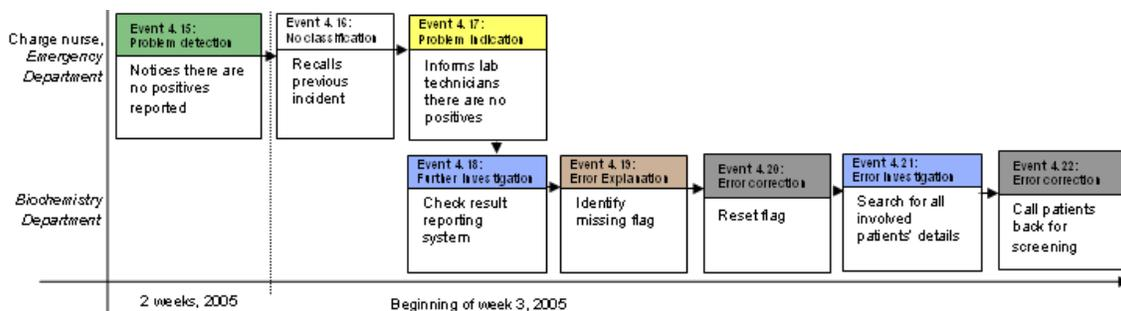 Charge nurse,
Emergency
Department
Event 4.15:
Problem detection
Notices there are
no positives
reported
Event 4.16:
No classification
Recalls
previous
incident
Event 4.17:
Problem Indication
Informs lab
technicians
there are no
positives
Biochemistry
Department
Event 4.18:
Further Investigation
Check result
reporting
system
Event 4.19:
Error Explanation
Identify
missing flag
Event 4.20:
Error correction
Reset flag
Event 4.21:
Error Investigation
Search for all
involved
patients' details
Event 4.22:
Error correction
Call patients
back for
screening
2 weeks, 2005
Beginning of week 3, 2005